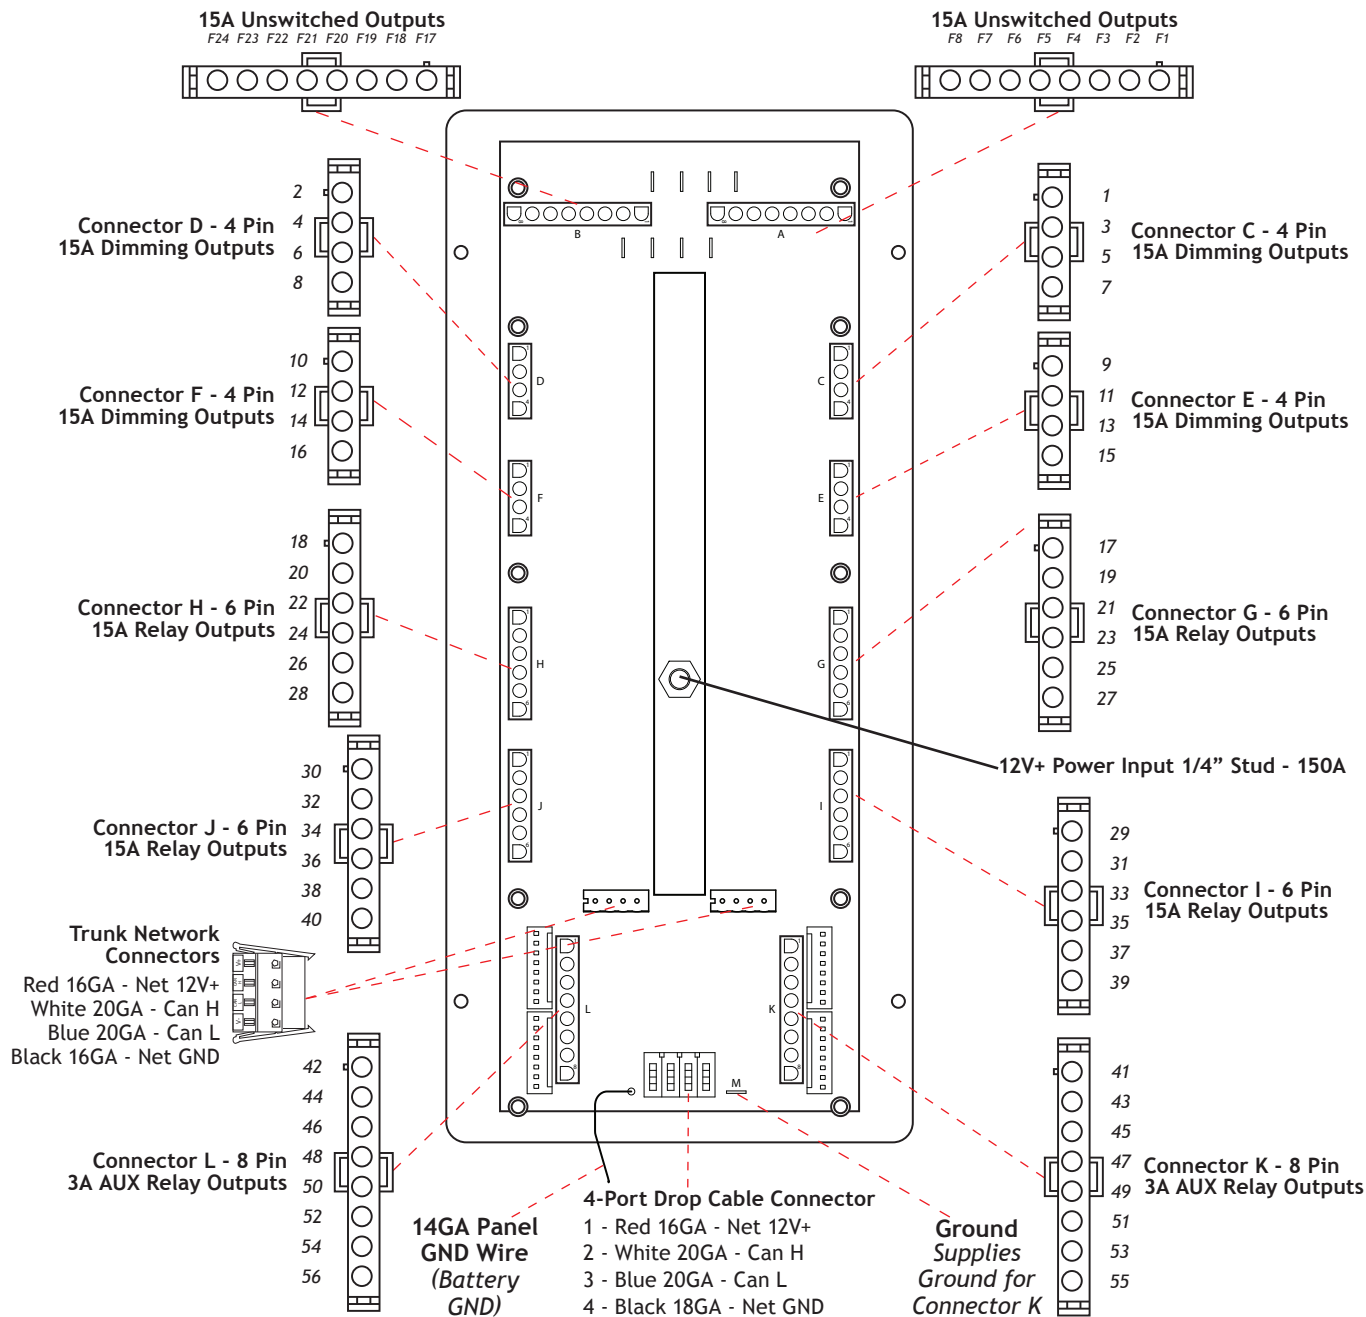 15A Unswitched Outputs
F24 F23 F22 F21 F20 F19 F18 F17
15A Unswitched Outputs
F8 F7 F6 F5 F4 F3 F2 F1
B
A
2
4
6
8
Connector D - 4 Pin
15A Dimming Outputs
1
3
5
7
Connector C - 4 Pin
15A Dimming Outputs
D
C
10
12
14
16
Connector F - 4 Pin
15A Dimming Outputs
9
11
13
15
Connector E - 4 Pin
15A Dimming Outputs
F
E
18
20
22
24
26
28
Connector H - 6 Pin
15A Relay Outputs
17
19
21
23
25
27
Connector G - 6 Pin
15A Relay Outputs
H
G
12V+ Power Input 1/4” Stud - 150A
30
32
34
36
38
40
Connector J - 6 Pin
15A Relay Outputs
J
I
29
31
33
35
37
39
Connector I - 6 Pin
15A Relay Outputs
Trunk Network
Connectors
Red 16GA - Net 12V+
White 20GA - Can H
Blue 20GA - Can L
Black 16GA - Net GND
L
K
M
42
44
46
48
50
52
54
56
Connector L - 8 Pin
3A AUX Relay Outputs
41
43
45
47
49
51
53
55
Connector K - 8 Pin
3A AUX Relay Outputs
14GA Panel
GND Wire
(Battery
GND)
4-Port Drop Cable Connector
1 - Red 16GA - Net 12V+
2 - White 20GA - Can H
3 - Blue 20GA - Can L
4 - Black 18GA - Net GND
Ground
Supplies
Ground for
Connector K